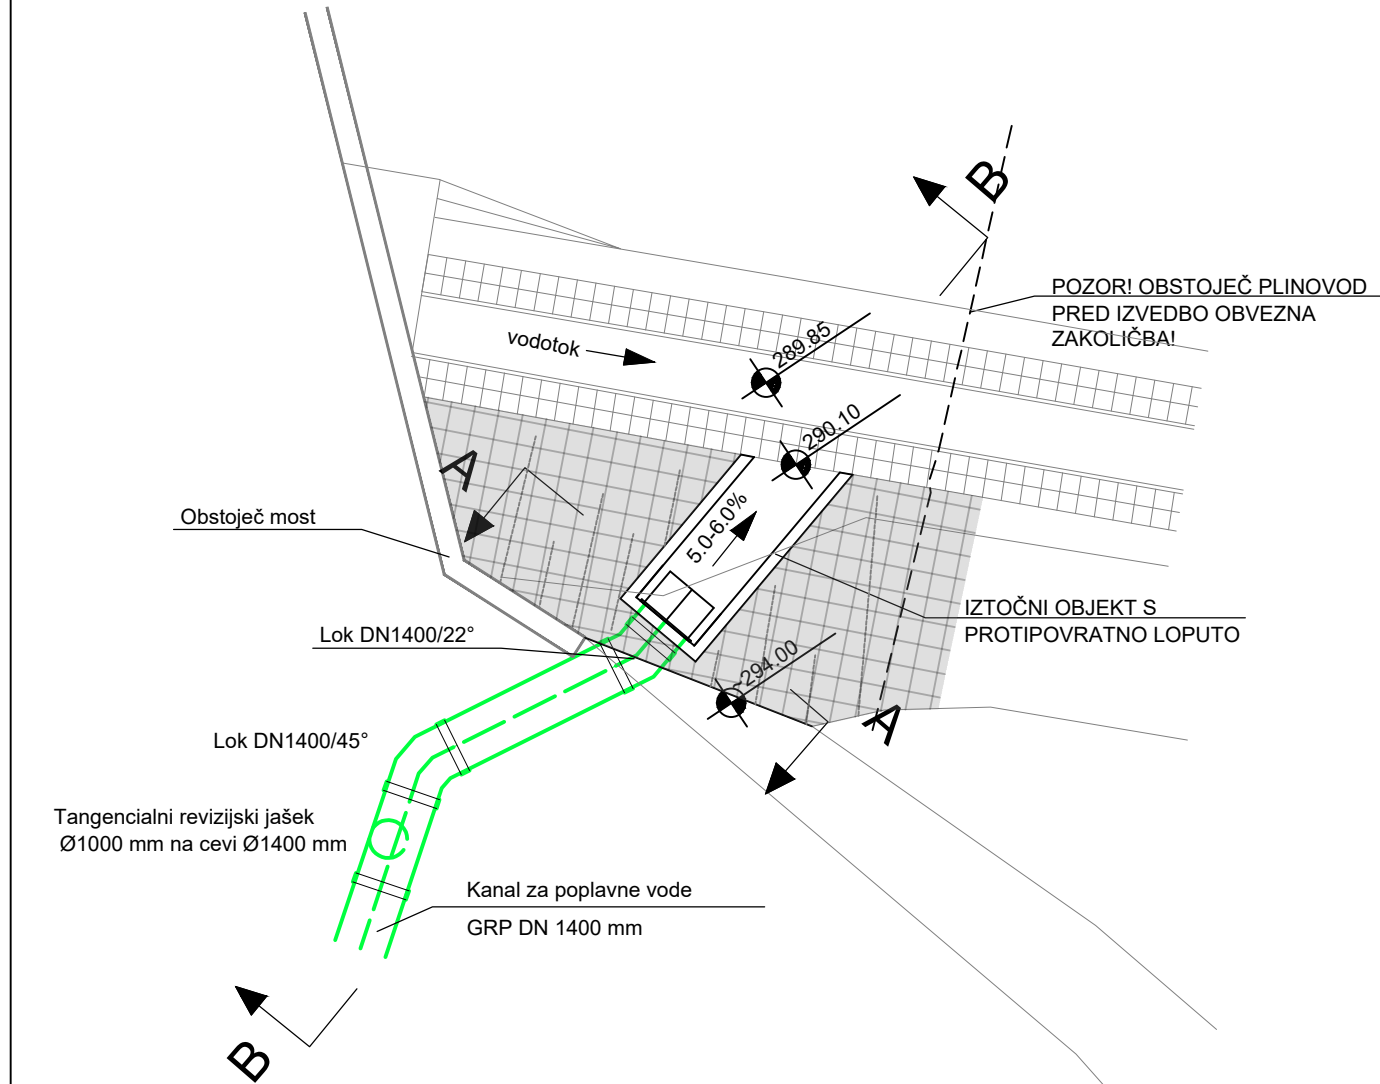 B
POZOR! OBSTOJEČ PLINOVOD
PRED IZVEDBO OBVEZNA
ZAKOLIČBA!
vodotok
289.85
290.10
A
5.0-6.0%
Obstoječ most
IZTOČNI OBJEKT S
PROTIPOVRATNO LOPUTO
Lok DN1400/22°
~294.00
A
Lok DN1400/45°
Tangencialni revizijski jašek
Ø1000 mm na cevi Ø1400 mm
Kanal za poplavne vode
GRP DN 1400 mm
B